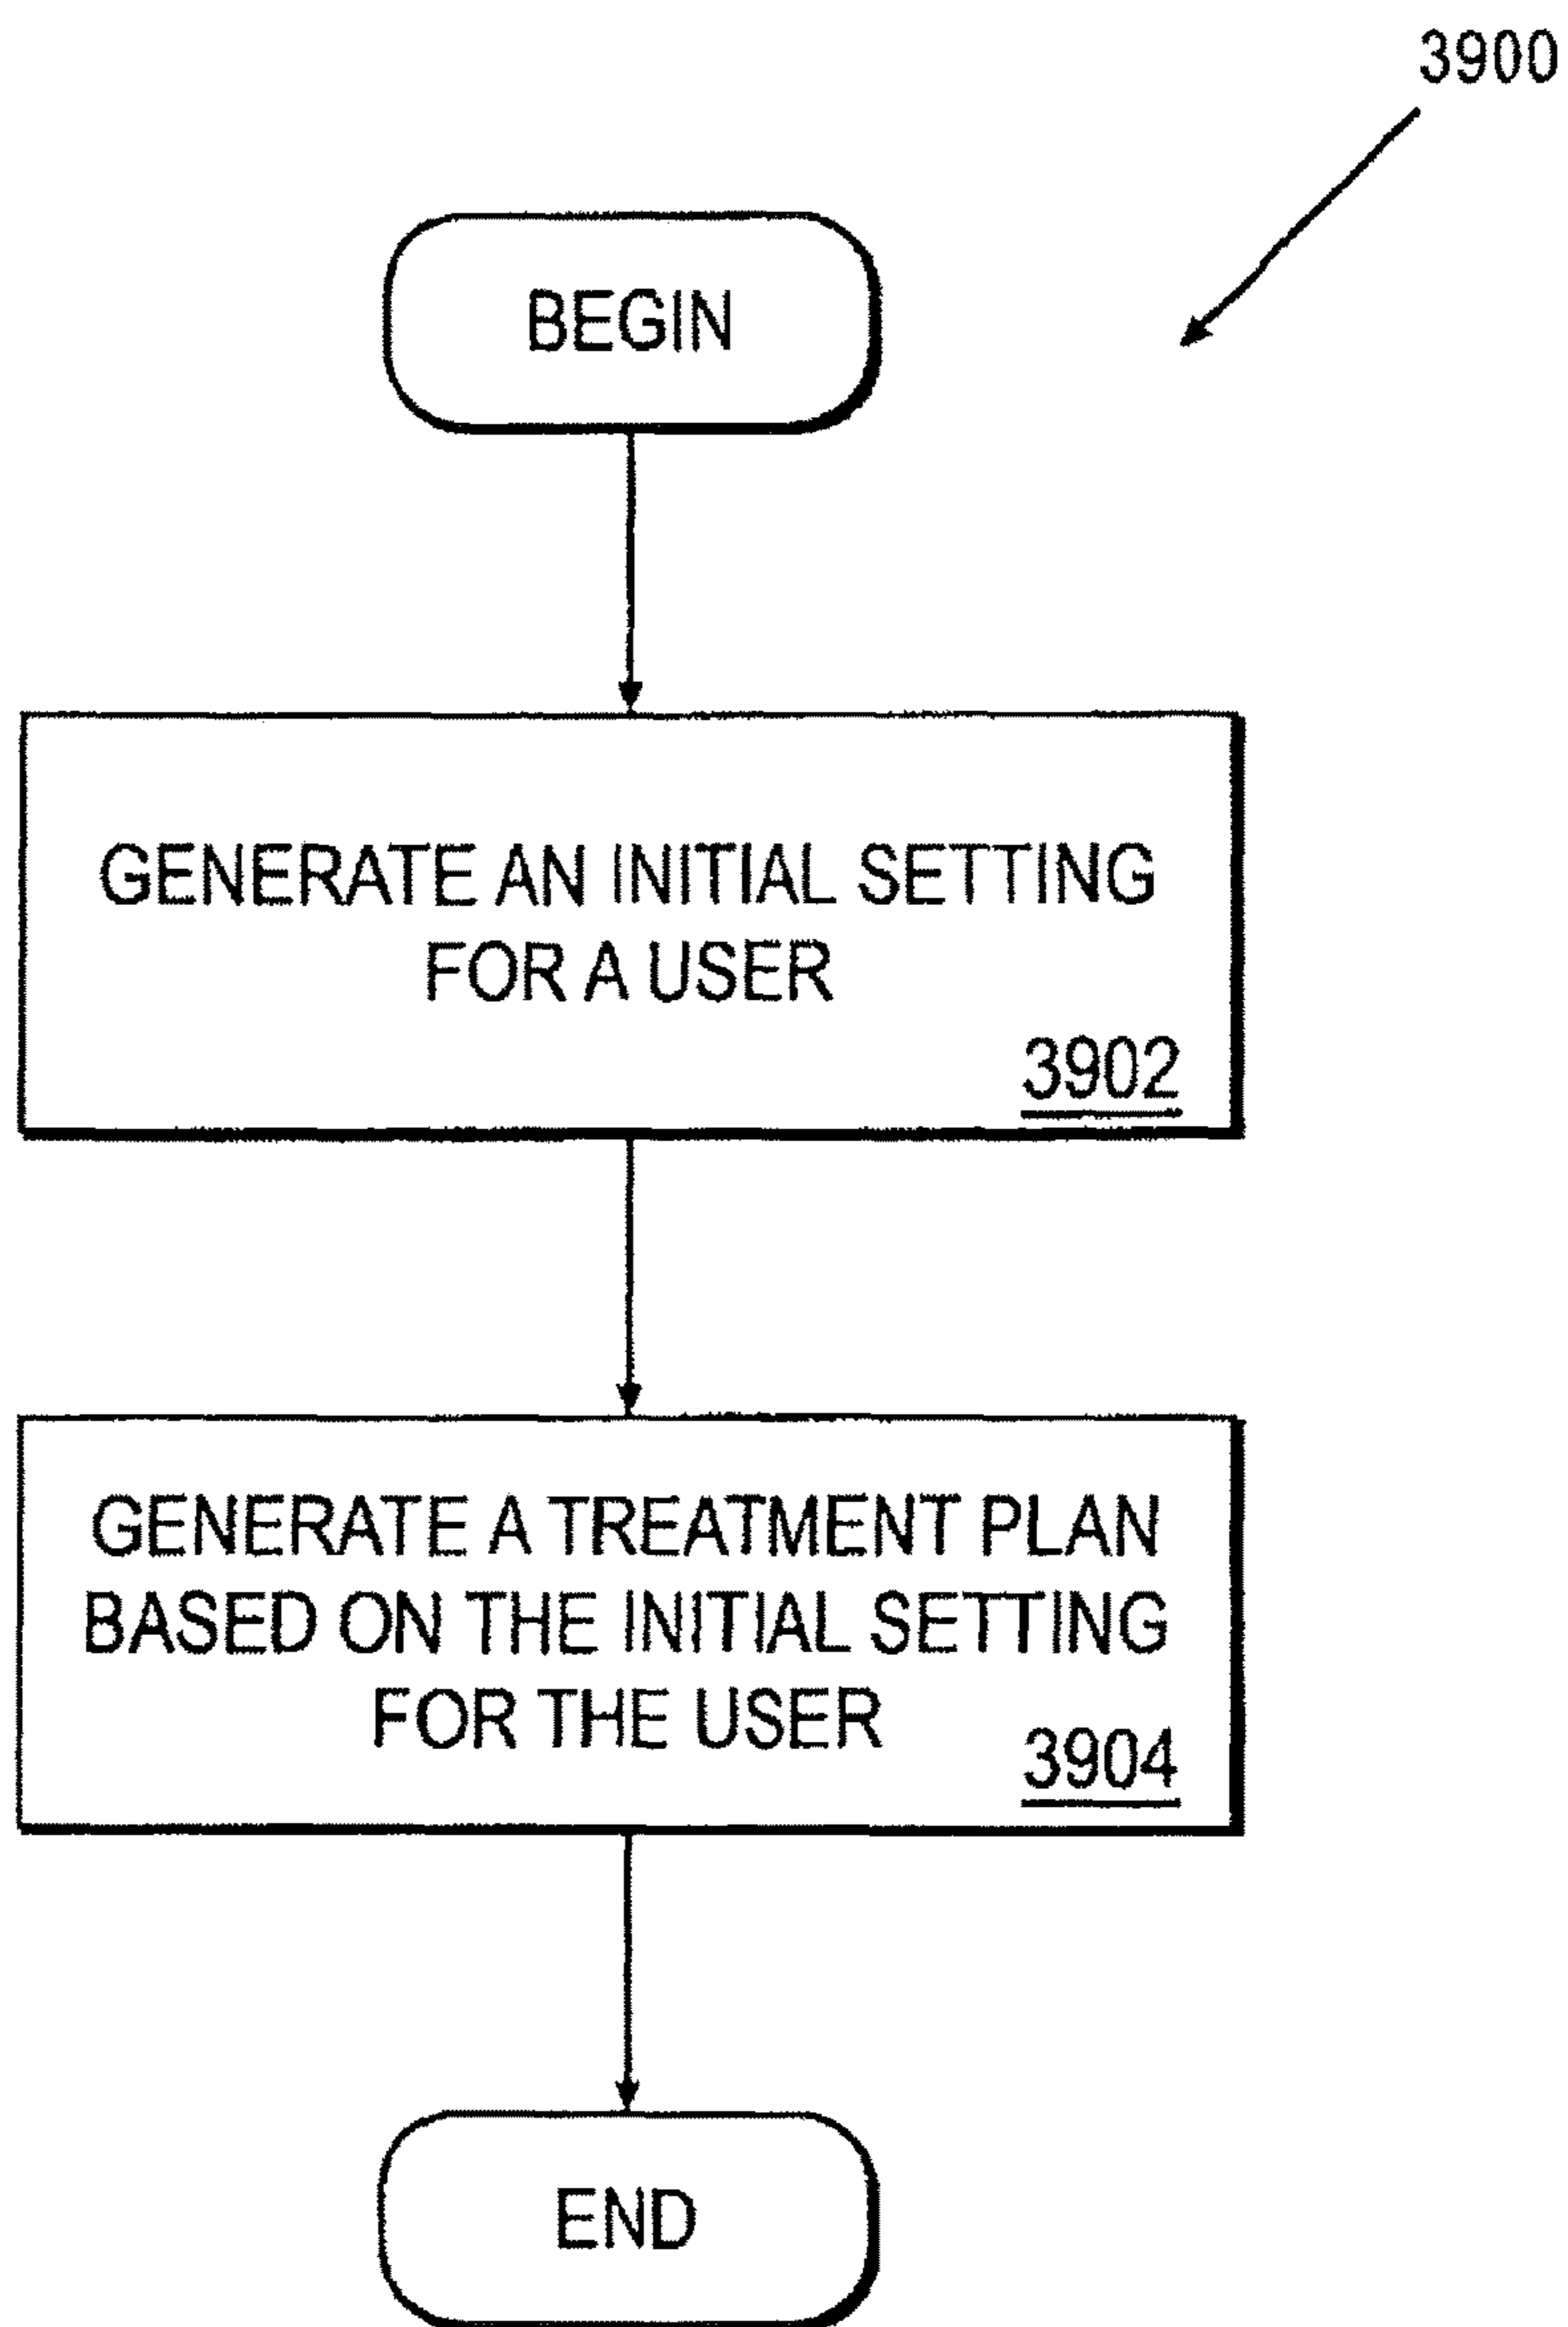 3900
BEGIN
GENERATE AN INITIAL SETTING
FOR A USER
3902
GENERATE A TREATMENT PLAN
BASED ON THE INITIAL SETTING
FOR THE USER
3904
END